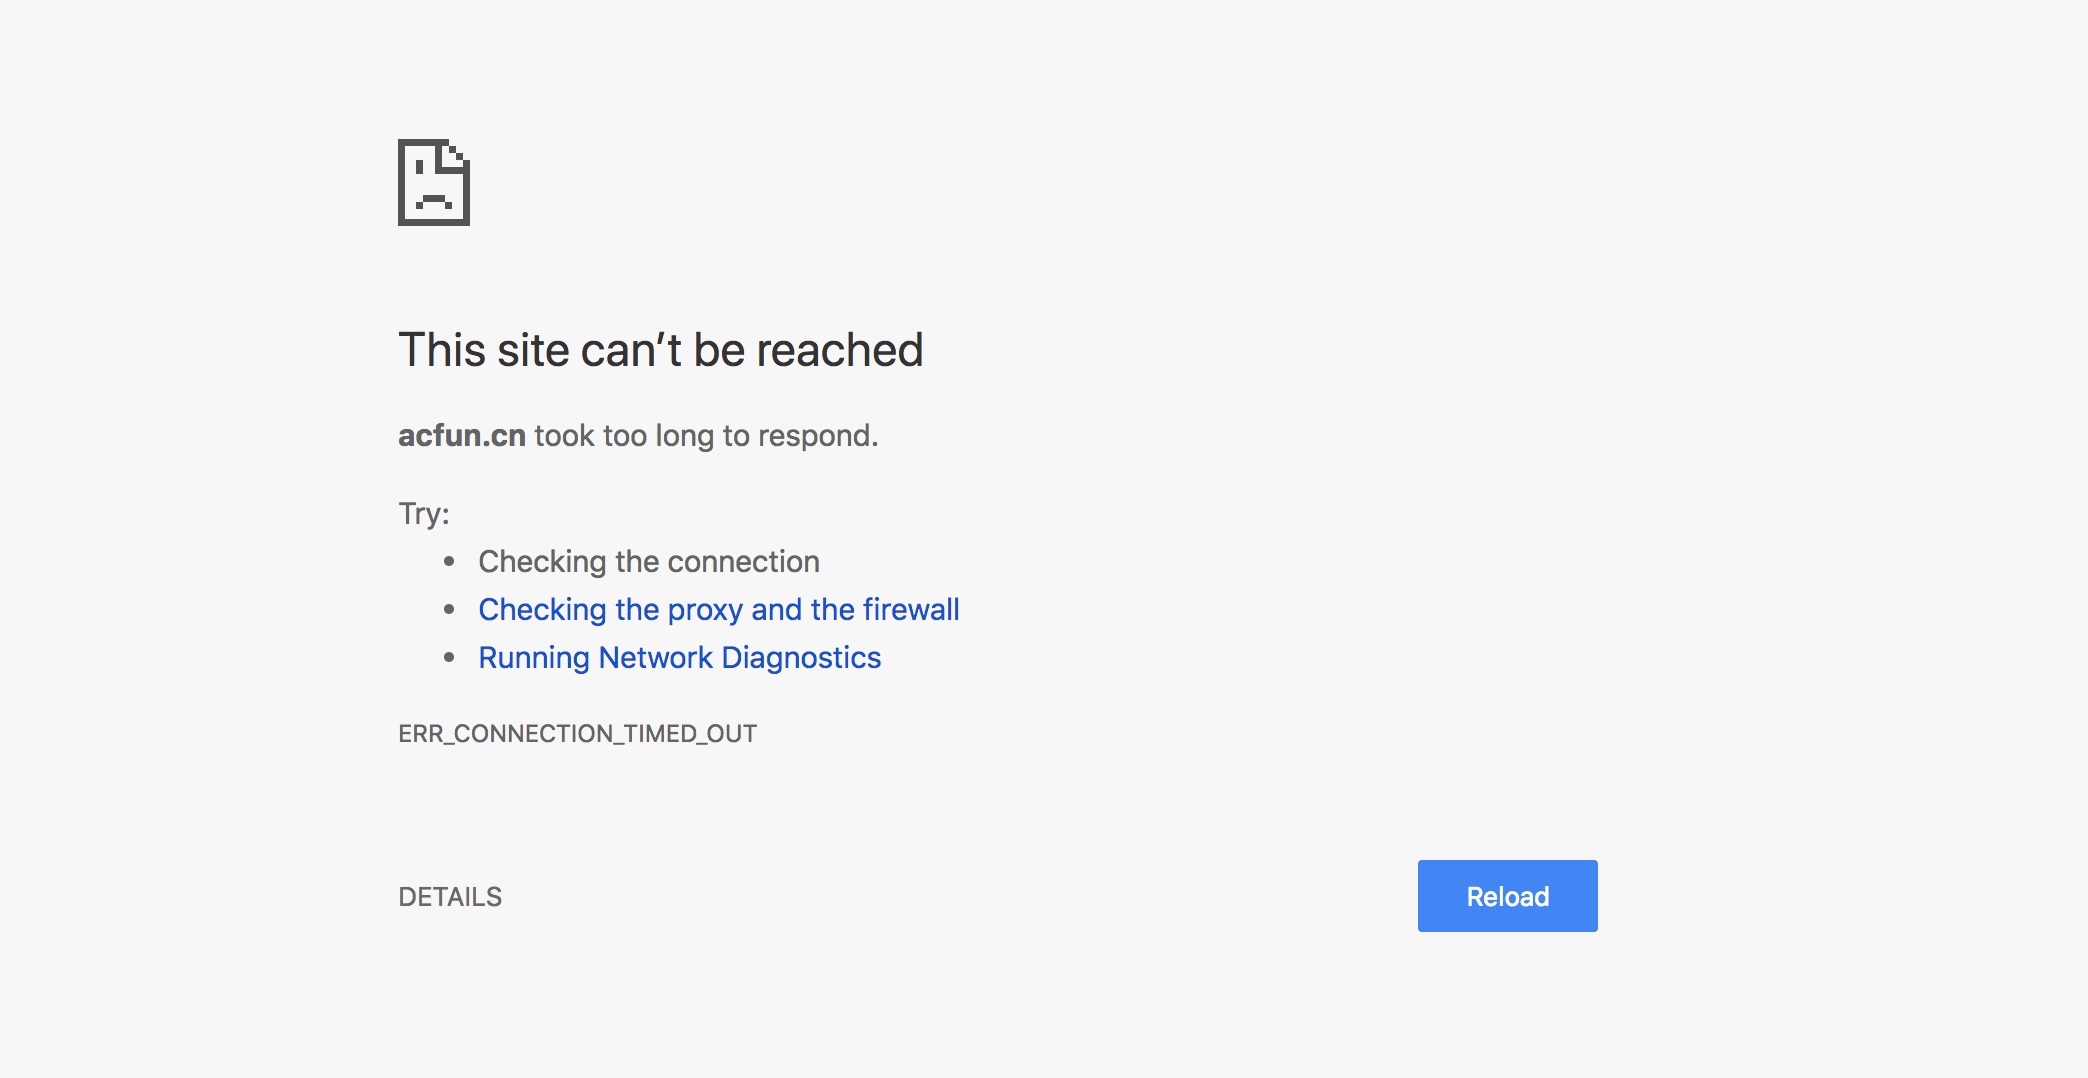 This site can’t be reached
acfun.cn took too long to respond.
Try:
Checking the connection
Checking the proxy and the firewall
Running Network Diagnostics
ERR_CONNECTION_TIMED_OUT
DETAILS
Reload